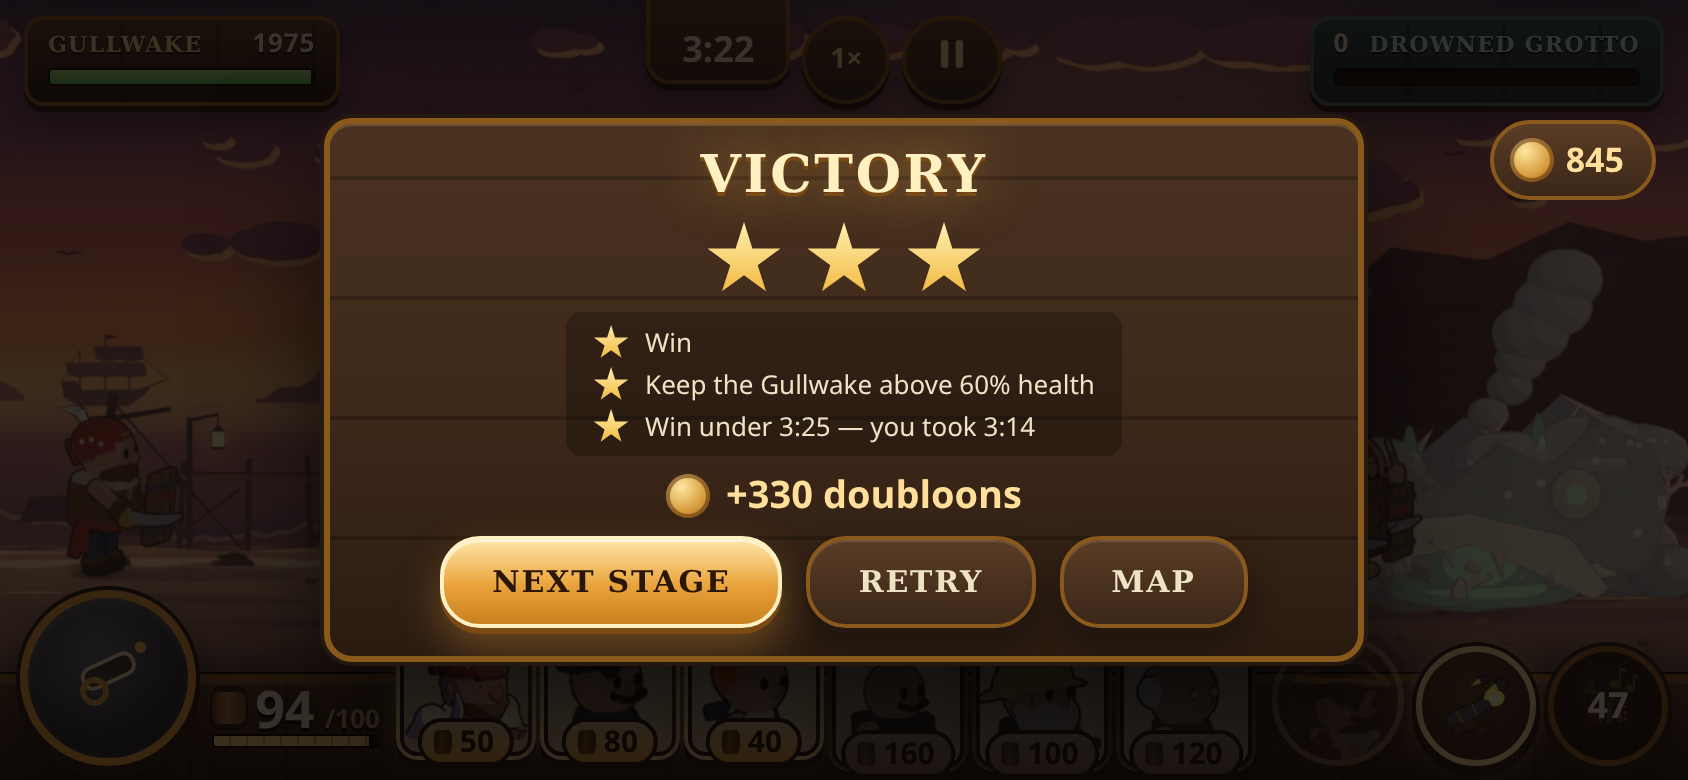 GULLWAKE 1975
3:22
1×
0 DROWNED GROTTO
845
VICTORY
Win
Keep the Gullwake above 60% health
Win under 3:25 — you took 3:14
+330 doubloons
NEXT STAGE
RETRY
MAP
94 /100
50
80
40
160
100
120
47